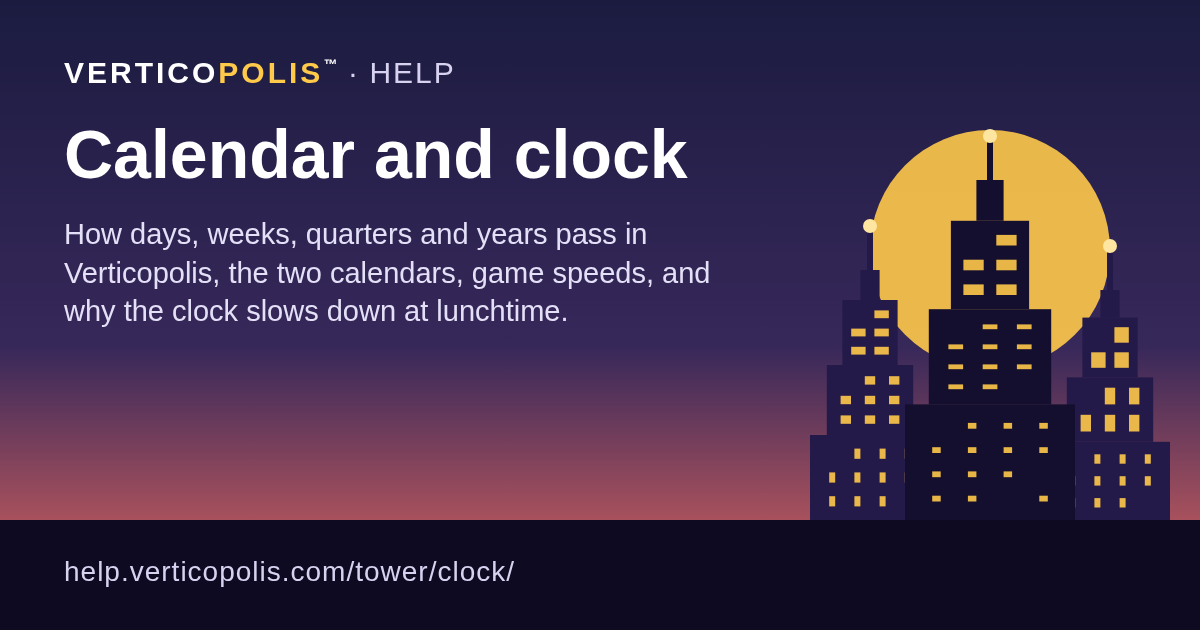 VERTICOPOLIS™ · HELP
Calendar and clock
How days, weeks, quarters and years pass in
Verticopolis, the two calendars, game speeds, and
why the clock slows down at lunchtime.
help.verticopolis.com/tower/clock/